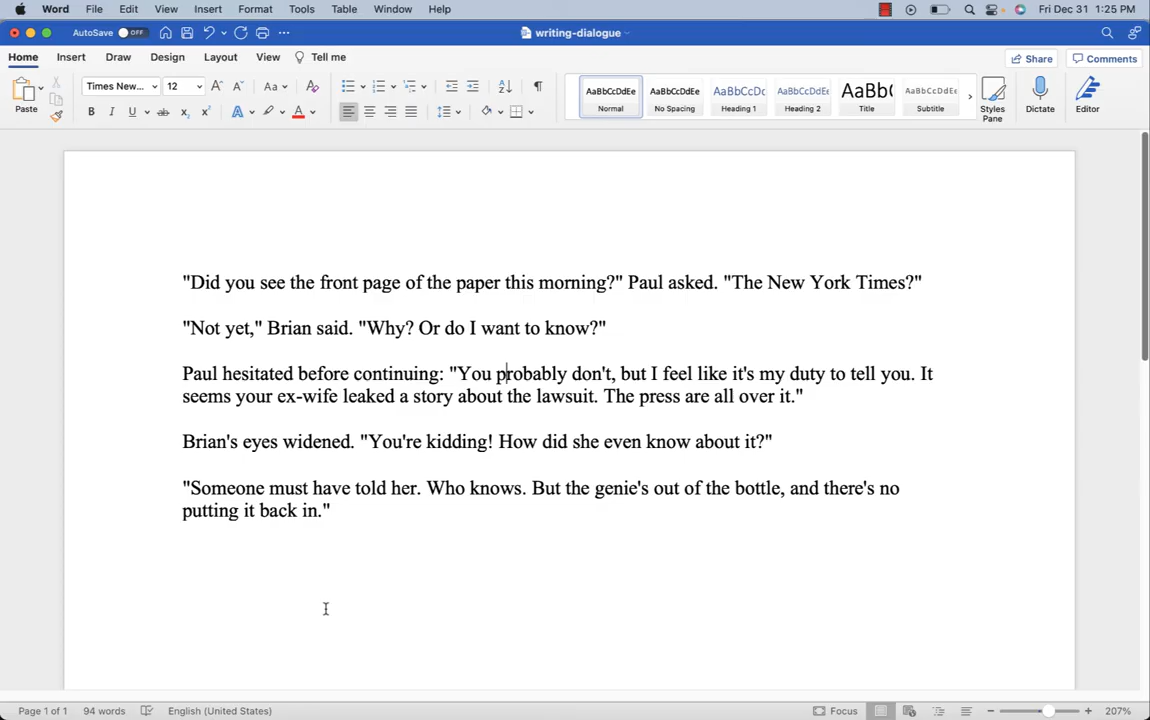 Word File Edit View Insert Format Tools Table Window Help Fri Dec 31 1:25 PM
AutoSave OFF writing-dialogue
Home Insert Draw Design Layout View Tell me Share Comments
Paste Times New... 12 Aa AaBbCcDdEe Normal AaBbCcDdEe No Spacing AaBbCcDc Heading 1 AaBbCcDdEe Heading 2 AaBb( Title AaBbCcDdEe Subtitle Styles Pane Dictate Editor
B I U ab x₂ x² A A
"Did you see the front page of the paper this morning?" Paul asked. "The New York Times?"
"Not yet," Brian said. "Why? Or do I want to know?"
Paul hesitated before continuing: "You probably don't, but I feel like it's my duty to tell you. It
seems your ex-wife leaked a story about the lawsuit. The press are all over it."
Brian's eyes widened. "You're kidding! How did she even know about it?"
"Someone must have told her. Who knows. But the genie's out of the bottle, and there's no
putting it back in."
Page 1 of 1 94 words English (United States) Focus 207%